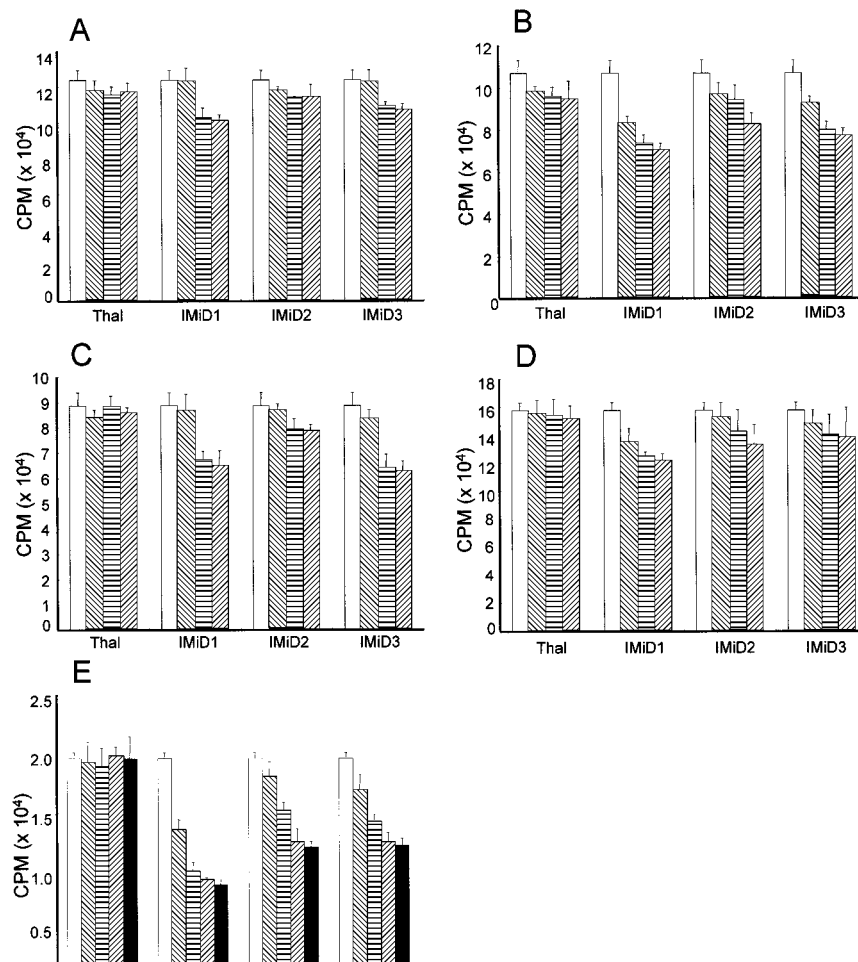 A
CPM (x 10⁴)
14
12
10
8
6
4
2
0
Thal IMiD1 IMiD2 IMiD3
B
CPM (x 10⁴)
12
10
8
6
4
2
0
Thal IMiD1 IMiD2 IMiD3
C
CPM (x 10⁴)
10
9
8
7
6
5
4
3
2
1
0
Thal IMiD1 IMiD2 IMiD3
D
CPM (x 10⁴)
18
16
14
12
10
8
6
4
2
0
Thal IMiD1 IMiD2 IMiD3
E
CPM (x 10⁴)
2.5
2.0
1.5
1.0
0.5